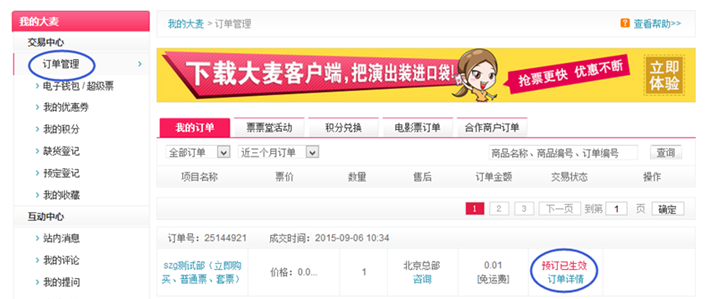 我的大麦
交易中心
订单管理
电子钱包 / 超级票
我的优惠券
我的积分
缺货登记
预定登记
我的收藏
互动中心
站内消息
我的评论
我的提问
我的大麦 > 订单管理
? 查看帮助>>
下载大麦客户端,把演出装进口袋!
抢票更快 优惠不断
立即
体验
我的订单 票票堂活动 积分兑换 电影票订单 合作商户订单
全部订单 近三个月订单 商品名称、商品编号、订单编号 查询
项目名称 票价 数量 售后 订单金额 交易状态 操作
1 2 3 下一页 到第 1 页 确定
订单号:25144921 成交时间:2015-09-06 10:34
szg测试部(立即购 价格:0.0... 1 北京总部 0.01 预订已生效
买、普通票、套票) 咨询 [免运费] 订单详情